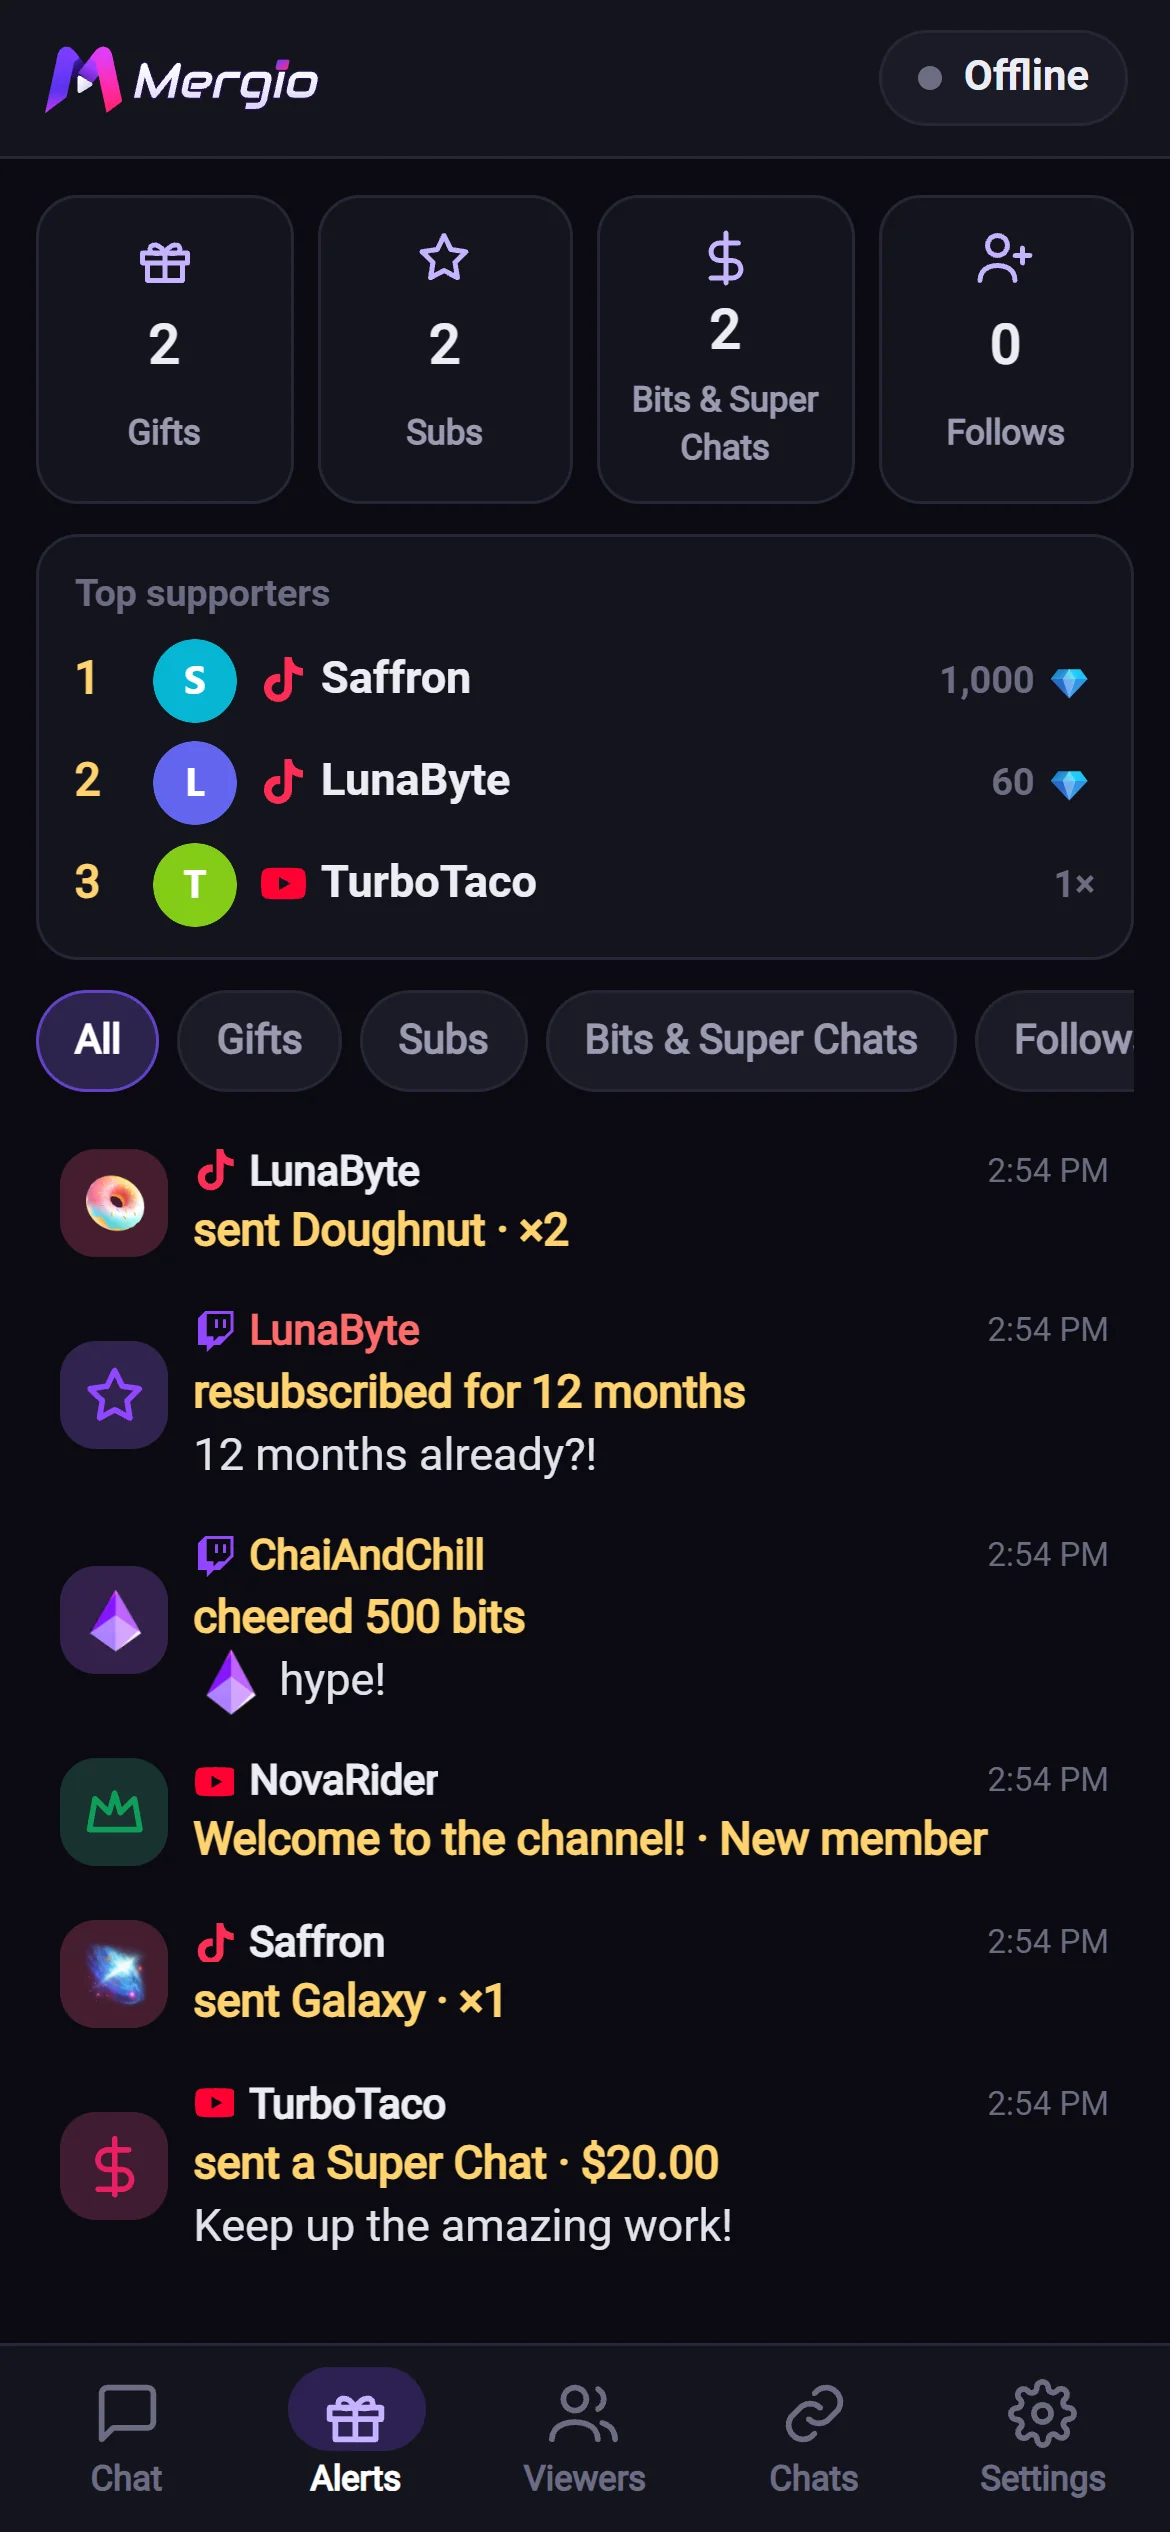 Mergio
Offline
2
Gifts
2
Subs
2
Bits & Super
Chats
0
Follows
Top supporters
1 S Saffron 1,000
2 L LunaByte 60
3 T TurboTaco 1×
All Gifts Subs Bits & Super Chats Follow
LunaByte 2:54 PM
sent Doughnut · ×2
LunaByte 2:54 PM
resubscribed for 12 months
12 months already?!
ChaiAndChill 2:54 PM
cheered 500 bits
hype!
NovaRider 2:54 PM
Welcome to the channel! · New member
Saffron 2:54 PM
sent Galaxy · ×1
TurboTaco 2:54 PM
sent a Super Chat · $20.00
Keep up the amazing work!
Chat Alerts Viewers Chats Settings